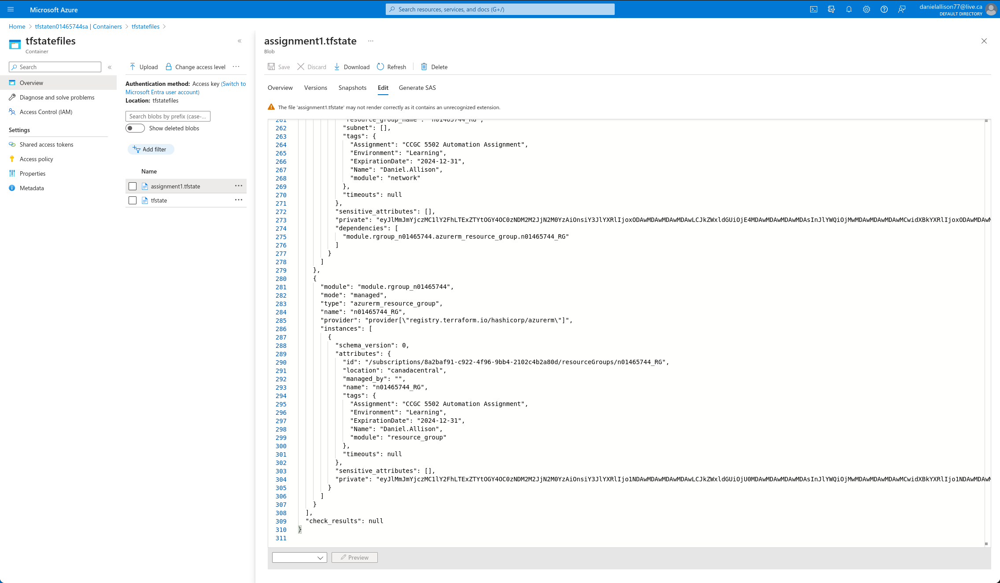 Microsoft Azure
Search resources, services, and docs (G+/)
danielallison77@live.ca
DEFAULT DIRECTORY
Home > tfstaten01465744sa | Containers > tfstatefiles >
tfstatefiles
Container
Search
Overview
Diagnose and solve problems
Access Control (IAM)
Settings
Shared access tokens
Access policy
Properties
Metadata
Upload Change access level ...
Authentication method: Access key (Switch to
Microsoft Entra user account)
Location: tfstatefiles
Search blobs by prefix (case-...
Show deleted blobs
Add filter
Name
assignment1.tfstate
tfstate
assignment1.tfstate ...
Blob
Save Discard Download Refresh Delete
Overview Versions Snapshots Edit Generate SAS
The file 'assignment1.tfstate' may not render correctly as it contains an unrecognized extension.
261 "resource_group_name": "n01465744_RG",
262 "subnet": [],
263 "tags": {
264 "Assignment": "CCGC 5502 Automation Assignment",
265 "Environment": "Learning",
266 "ExpirationDate": "2024-12-31",
267 "Name": "Daniel.Allison",
268 "module": "network"
269 },
270 "timeouts": null
271 },
272 "sensitive_attributes": [],
273 "private": "eyJlMmJmYjczMC1lY2FhLTExZTYtOGY4OC0zNDM2M2JjN2M0YzAiOnsiY3JlYXRlIjoxODAwMDAwMDAwMDAwLCJkZWxldGUiOjE4MDAwMDAwMDAwMDAsInJlYWQiOjMwMDAwMDAwMDAwMCwidXBkYXRlIjoxODAwMDAwM
274 "dependencies": [
275 "module.rgroup_n01465744.azurerm_resource_group.n01465744_RG"
276 ]
277 }
278 ]
279 },
280 {
281 "module": "module.rgroup_n01465744",
282 "mode": "managed",
283 "type": "azurerm_resource_group",
284 "name": "n01465744_RG",
285 "provider": "provider[\"registry.terraform.io/hashicorp/azurerm\"]",
286 "instances": [
287 {
288 "schema_version": 0,
289 "attributes": {
290 "id": "/subscriptions/8a2baf91-c922-4f96-9bb4-2102c4b2a80d/resourceGroups/n01465744_RG",
291 "location": "canadacentral",
292 "managed_by": "",
293 "name": "n01465744_RG",
294 "tags": {
295 "Assignment": "CCGC 5502 Automation Assignment",
296 "Environment": "Learning",
297 "ExpirationDate": "2024-12-31",
298 "Name": "Daniel.Allison",
299 "module": "resource_group"
300 },
301 "timeouts": null
302 },
303 "sensitive_attributes": [],
304 "private": "eyJlMmJmYjczMC1lY2FhLTExZTYtOGY4OC0zNDM2M2JjN2M0YzAiOnsiY3JlYXRlIjo1NDAwMDAwMDAwMDAwLCJkZWxldGUiOjU0MDAwMDAwMDAwMDAsInJlYWQiOjMwMDAwMDAwMDAwMCwidXBkYXRlIjo1NDAwMDAwM
305 }
306 ]
307 }
308 ],
309 "check_results": null
310 }
311
Preview